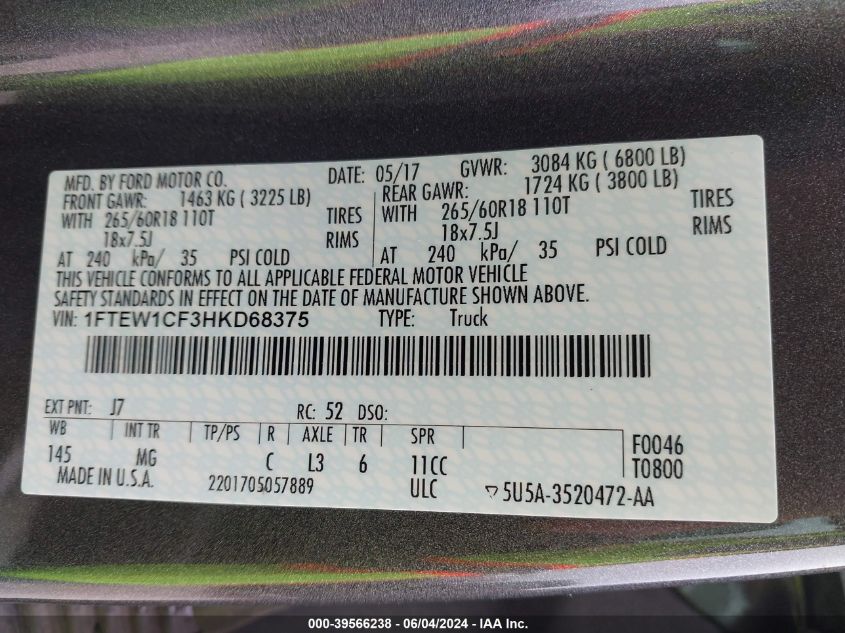 MFD. BY FORD MOTOR CO. DATE: 05/17 GVWR: 3084 KG ( 6800 LB)
FRONT GAWR: 1463 KG ( 3225 LB) REAR GAWR: 1724 KG ( 3800 LB)
WITH 265/60R18 110T TIRES WITH 265/60R18 110T TIRES
18x7.5J RIMS 18x7.5J RIMS
AT 240 kPa/ 35 PSI COLD AT 240 kPa/ 35 PSI COLD
THIS VEHICLE CONFORMS TO ALL APPLICABLE FEDERAL MOTOR VEHICLE
SAFETY STANDARDS IN EFFECT ON THE DATE OF MANUFACTURE SHOWN ABOVE.
VIN: 1FTEW1CF3HKD68375 TYPE: Truck
EXT PNT: J7 RC: 52 DSO:
WB INT TR TP/PS R AXLE TR SPR F0046
145 MG C L3 6 11CC T0800
MADE IN U.S.A. 2201705057889 ULC ▽5U5A-3520472-AA
000-39566238 - 06/04/2024 - IAA Inc.